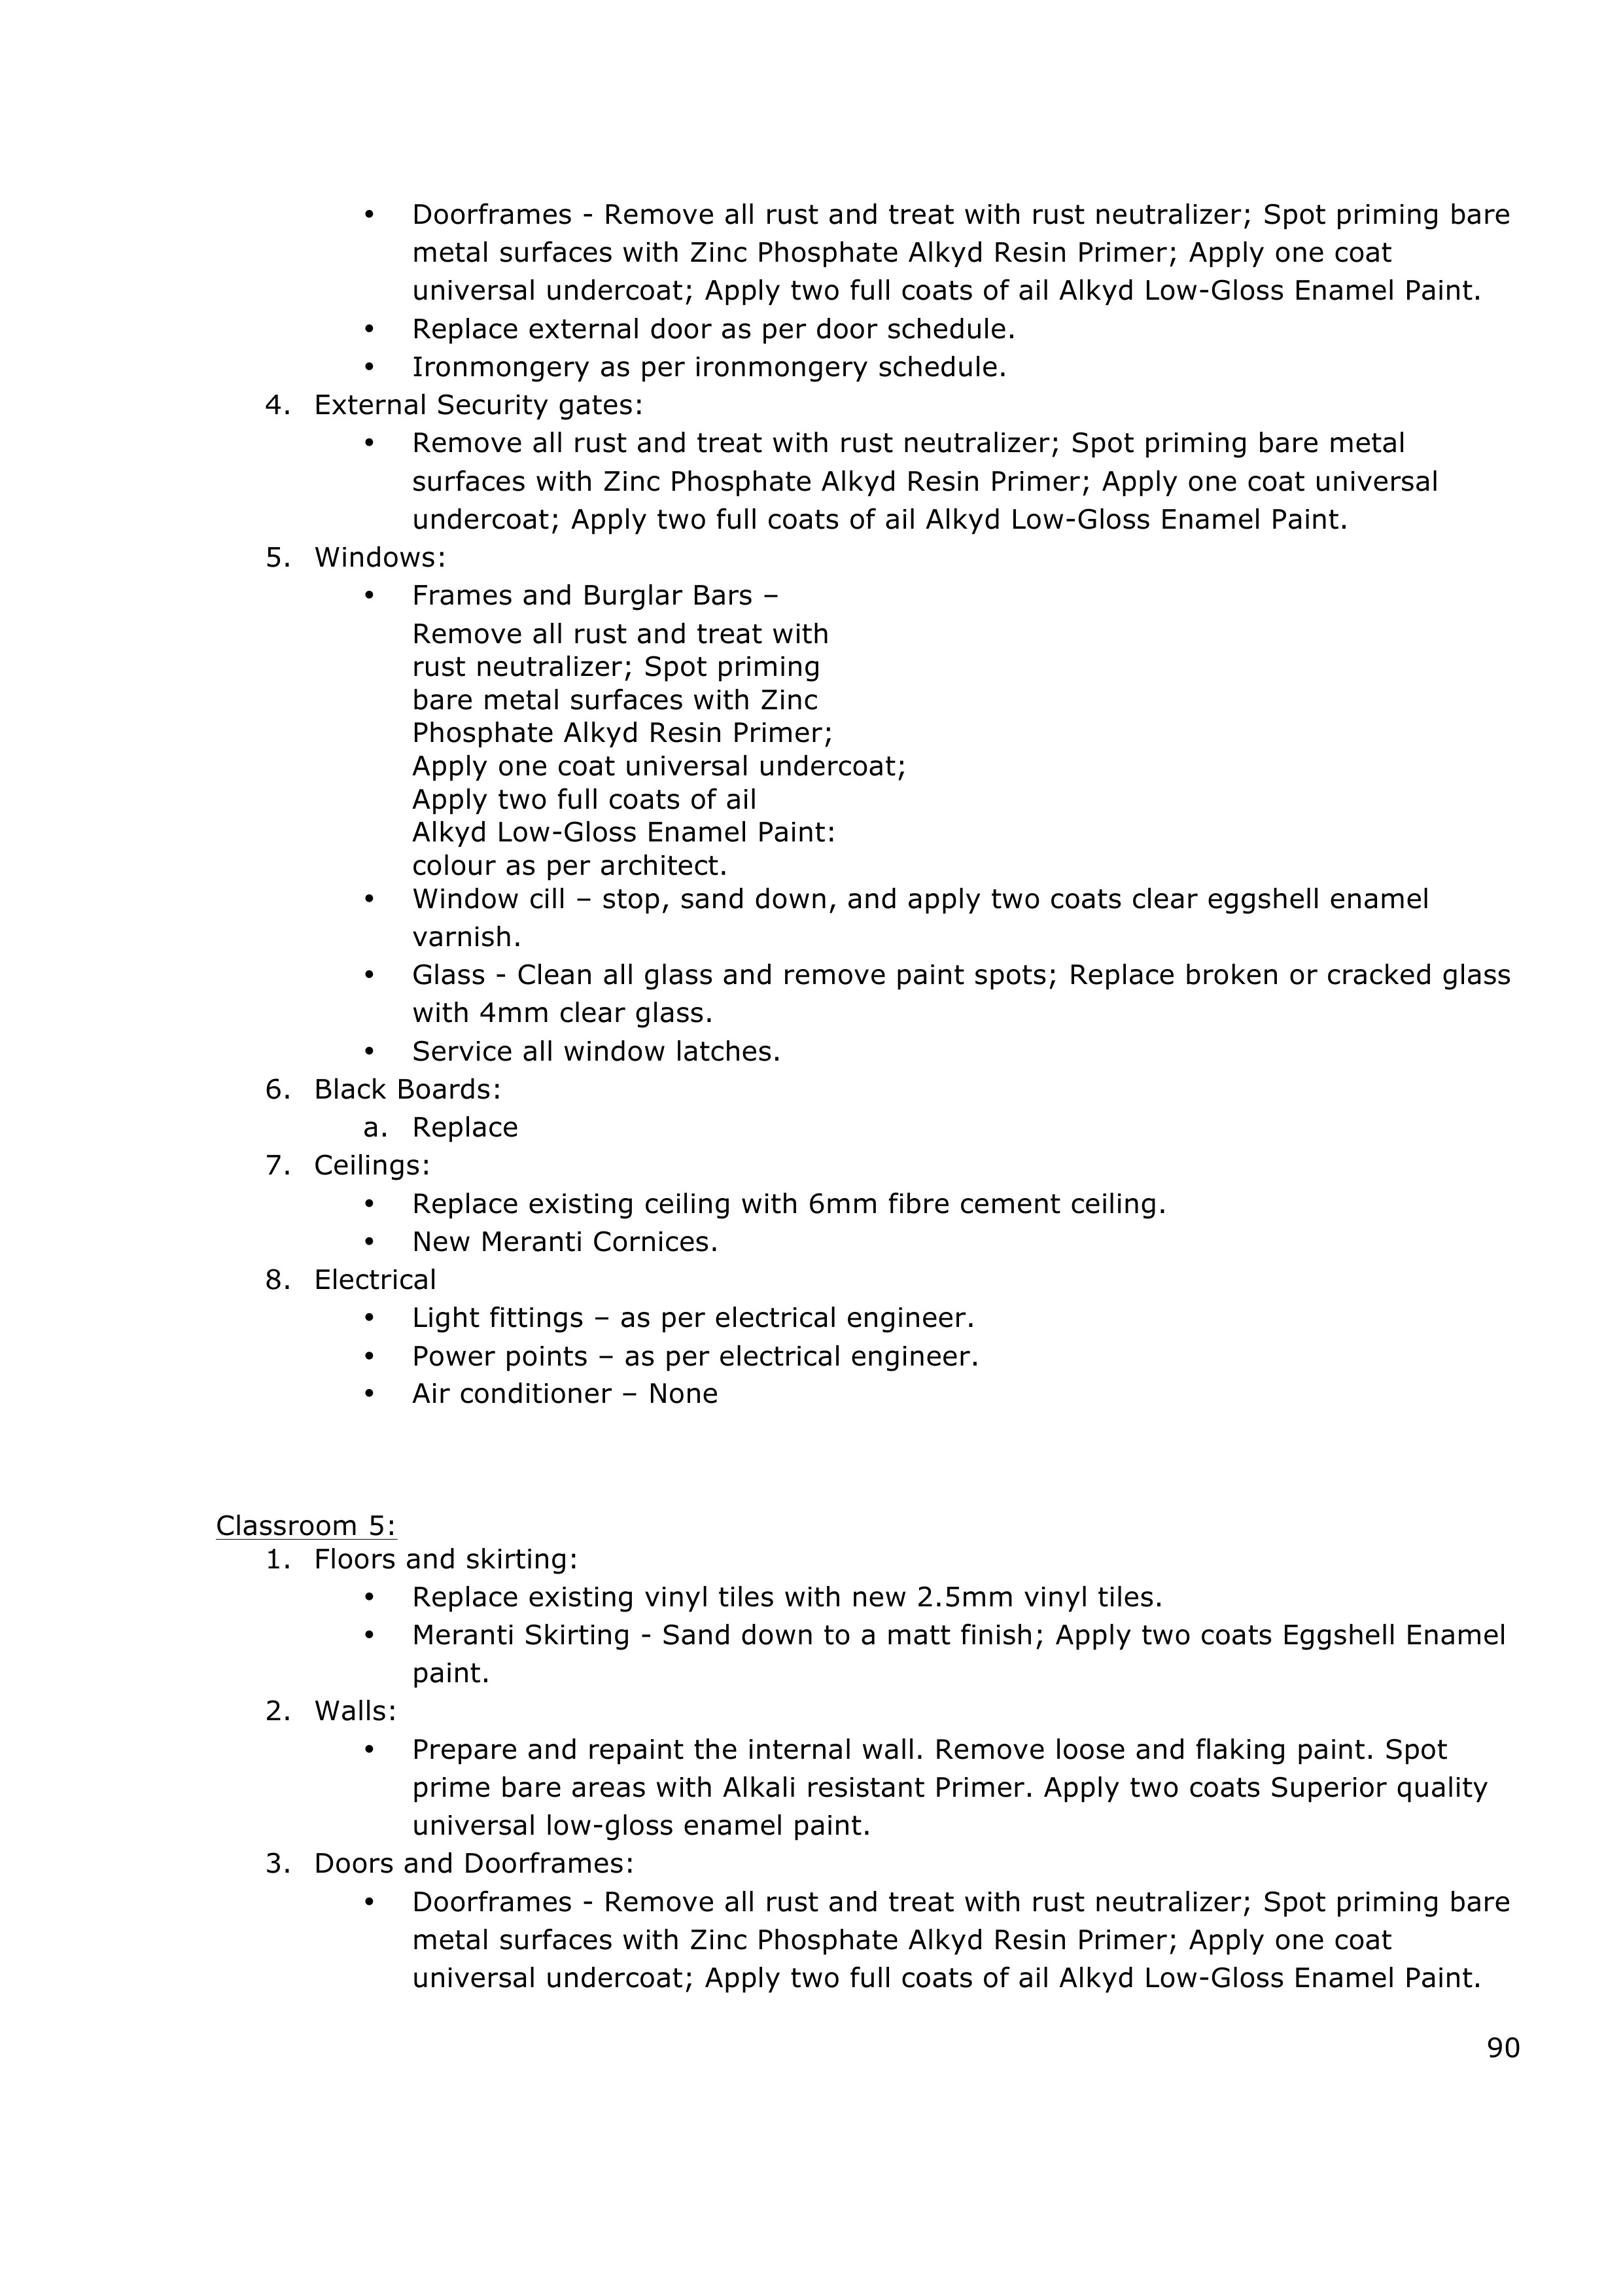 • Doorframes - Remove all rust and treat with rust neutralizer; Spot priming bare
metal surfaces with Zinc Phosphate Alkyd Resin Primer; Apply one coat
universal undercoat; Apply two full coats of ail Alkyd Low-Gloss Enamel Paint.
• Replace external door as per door schedule.
• Ironmongery as per ironmongery schedule.
4. External Security gates:
• Remove all rust and treat with rust neutralizer; Spot priming bare metal
surfaces with Zinc Phosphate Alkyd Resin Primer; Apply one coat universal
undercoat; Apply two full coats of ail Alkyd Low-Gloss Enamel Paint.
5. Windows:
• Frames and Burglar Bars –
Remove all rust and treat with
rust neutralizer; Spot priming
bare metal surfaces with Zinc
Phosphate Alkyd Resin Primer;
Apply one coat universal undercoat;
Apply two full coats of ail
Alkyd Low-Gloss Enamel Paint:
colour as per architect.
• Window cill – stop, sand down, and apply two coats clear eggshell enamel
varnish.
• Glass - Clean all glass and remove paint spots; Replace broken or cracked glass
with 4mm clear glass.
• Service all window latches.
6. Black Boards:
a. Replace
7. Ceilings:
• Replace existing ceiling with 6mm fibre cement ceiling.
• New Meranti Cornices.
8. Electrical
• Light fittings – as per electrical engineer.
• Power points – as per electrical engineer.
• Air conditioner – None
Classroom 5:
1. Floors and skirting:
• Replace existing vinyl tiles with new 2.5mm vinyl tiles.
• Meranti Skirting - Sand down to a matt finish; Apply two coats Eggshell Enamel
paint.
2. Walls:
• Prepare and repaint the internal wall. Remove loose and flaking paint. Spot
prime bare areas with Alkali resistant Primer. Apply two coats Superior quality
universal low-gloss enamel paint.
3. Doors and Doorframes:
• Doorframes - Remove all rust and treat with rust neutralizer; Spot priming bare
metal surfaces with Zinc Phosphate Alkyd Resin Primer; Apply one coat
universal undercoat; Apply two full coats of ail Alkyd Low-Gloss Enamel Paint.
90